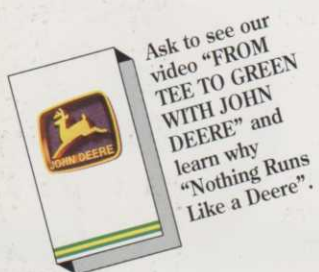 Ask to see our
video “FROM
TEE TO GREEN
WITH JOHN
DEERE” and
learn why
“Nothing Runs
Like a Deere”.
JOHN DEERE